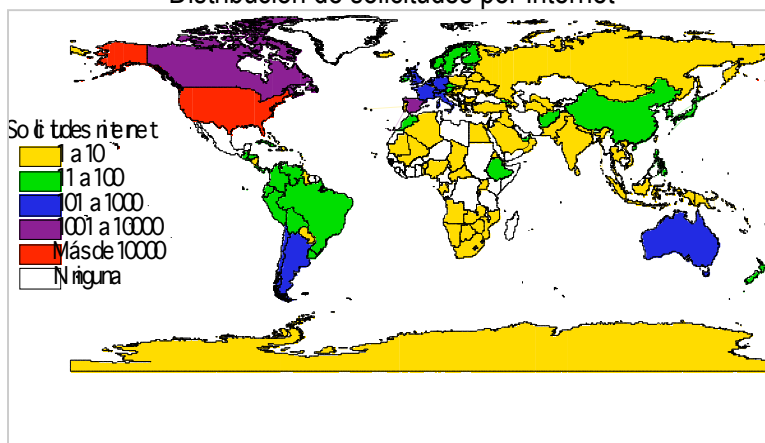 Distribución de solicitudes por Internet
Solicitudes internet
1 a 10
11 a 100
101 a 1000
1001 a 10000
Más de 10000
Ninguna